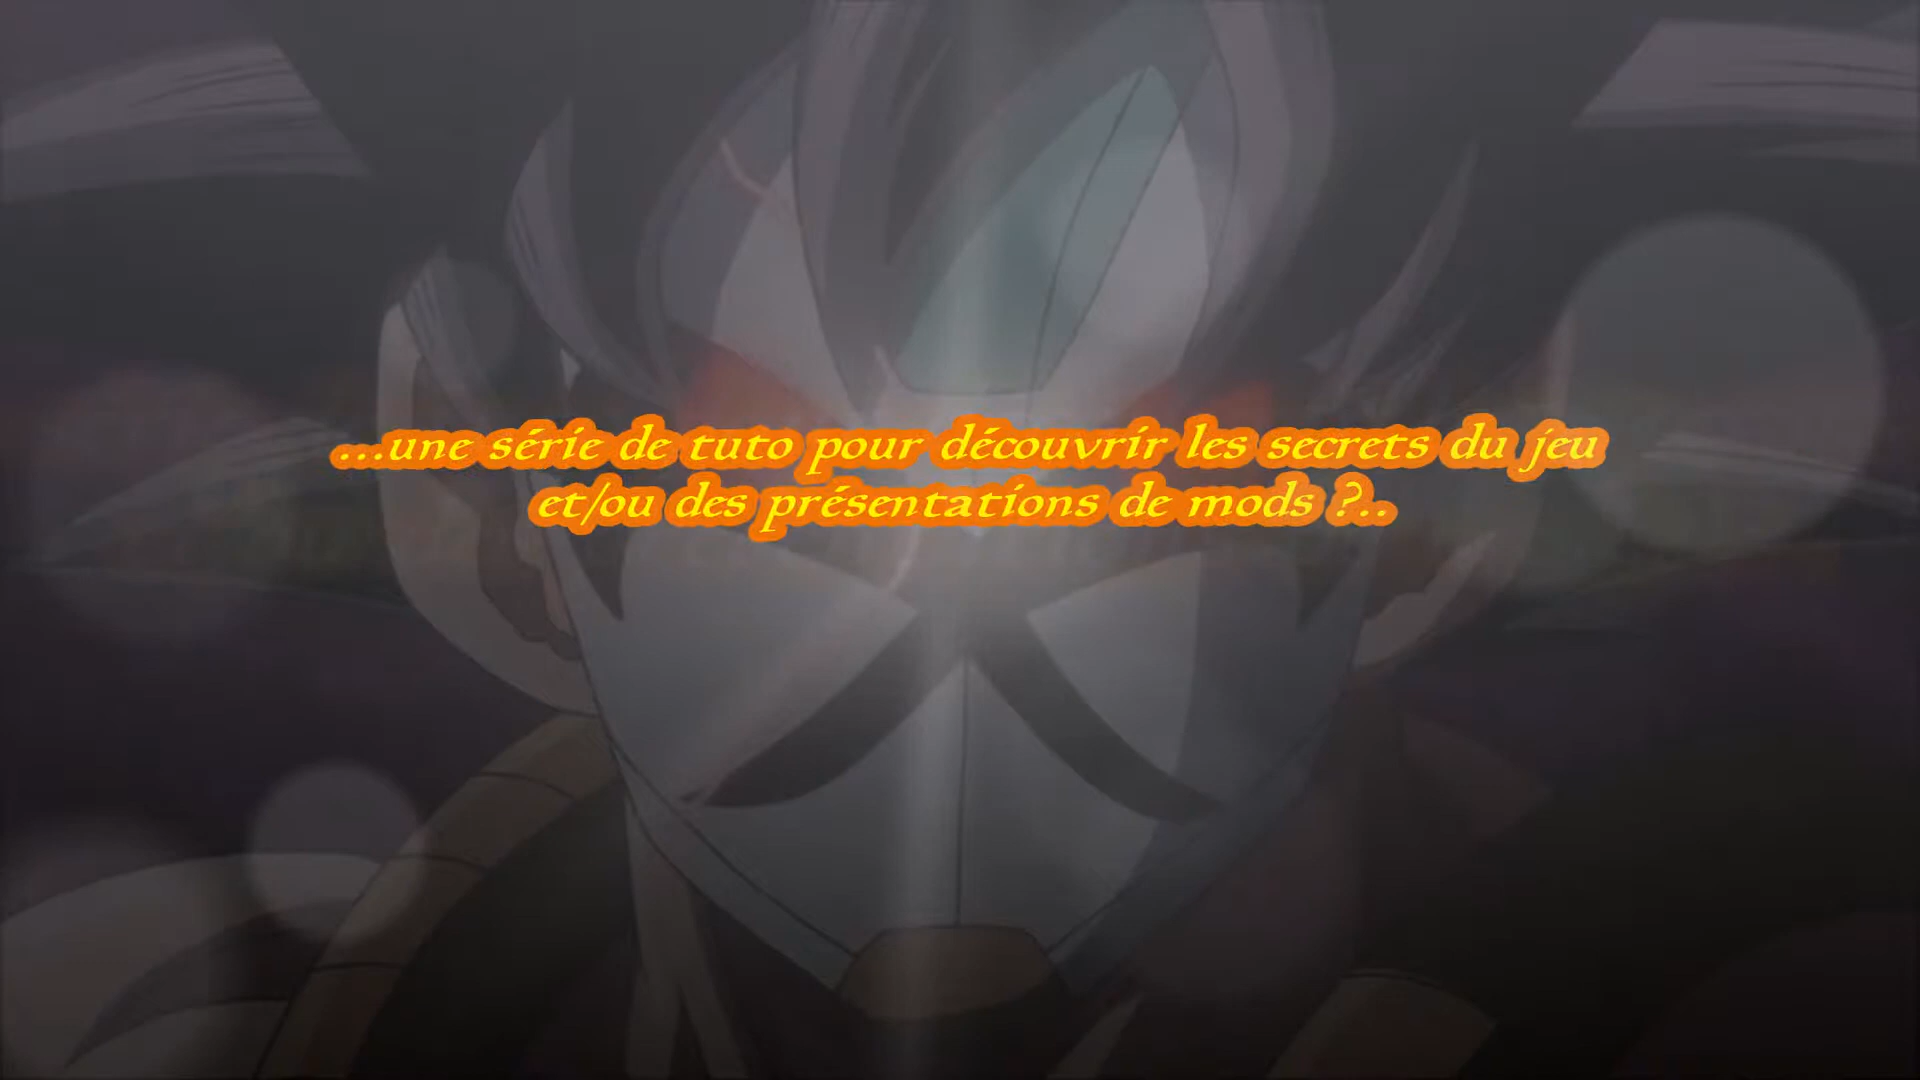 ...une série de tuto pour découvrir les secrets du jeu
et/ou des présentations de mods ?..